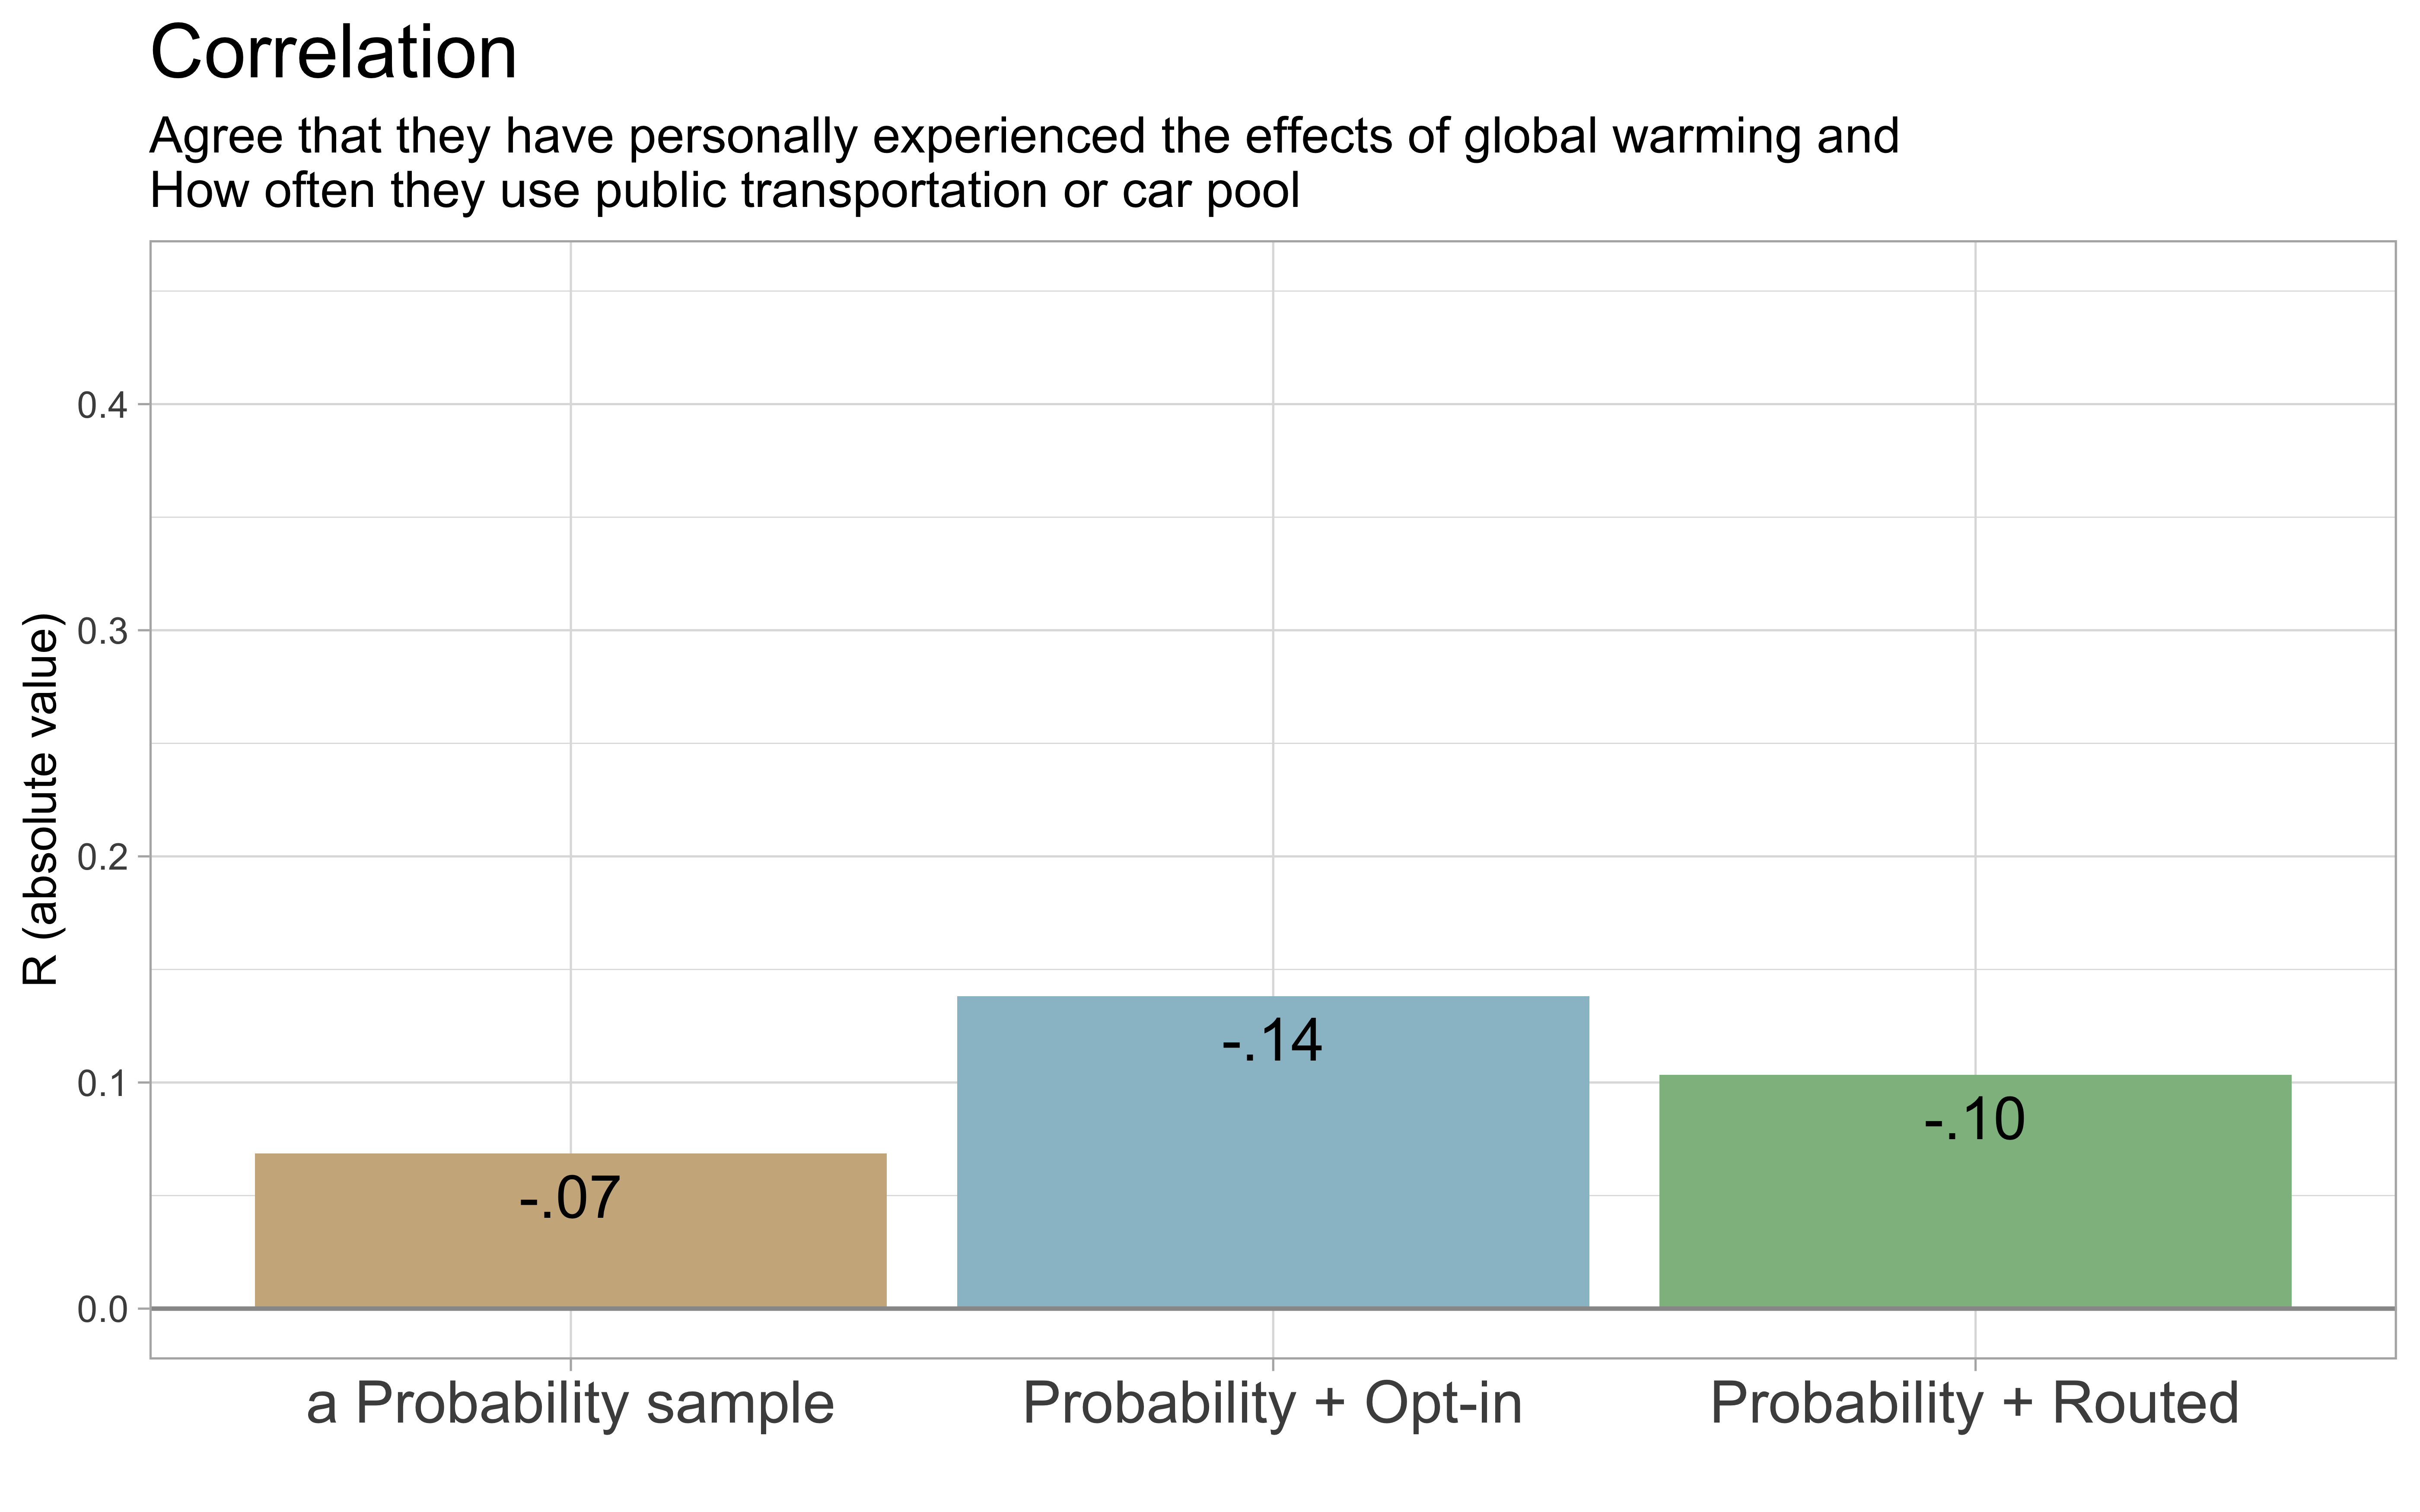 Correlation
Agree that they have personally experienced the effects of global warming and
How often they use public transportation or car pool
R (absolute value)
0.4
0.3
0.2
0.1
0.0
-.07
-.14
-.10
a Probability sample
Probability + Opt-in
Probability + Routed